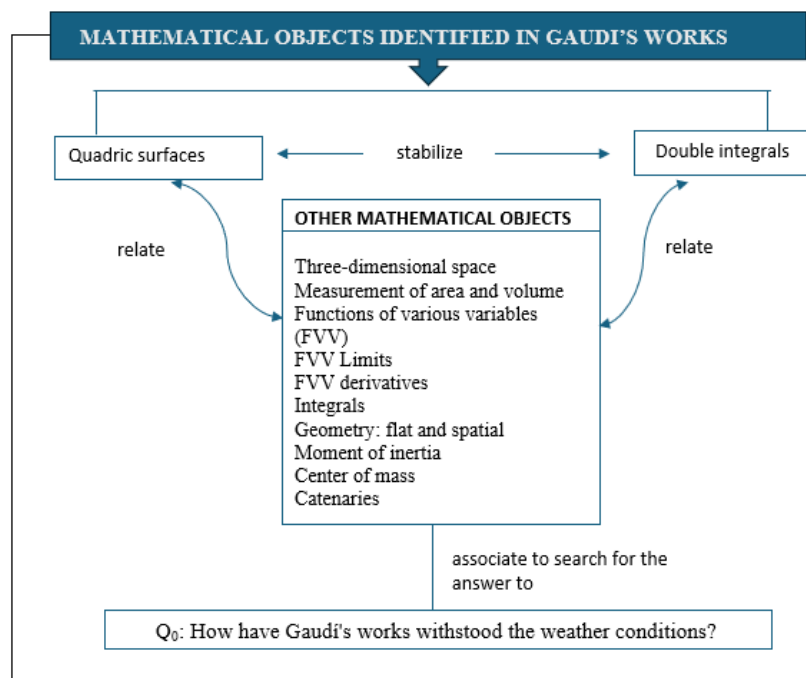 MATHEMATICAL OBJECTS IDENTIFIED IN GAUDI'S WORKS
Quadric surfaces
stabilize
Double integrals
relate
OTHER MATHEMATICAL OBJECTS
Three-dimensional space
Measurement of area and volume
Functions of various variables
(FVV)
FVV Limits
FVV derivatives
Integrals
Geometry: flat and spatial
Moment of inertia
Center of mass
Catenaries
relate
associate to search for the
answer to
Q₀: How have Gaudí's works withstood the weather conditions?